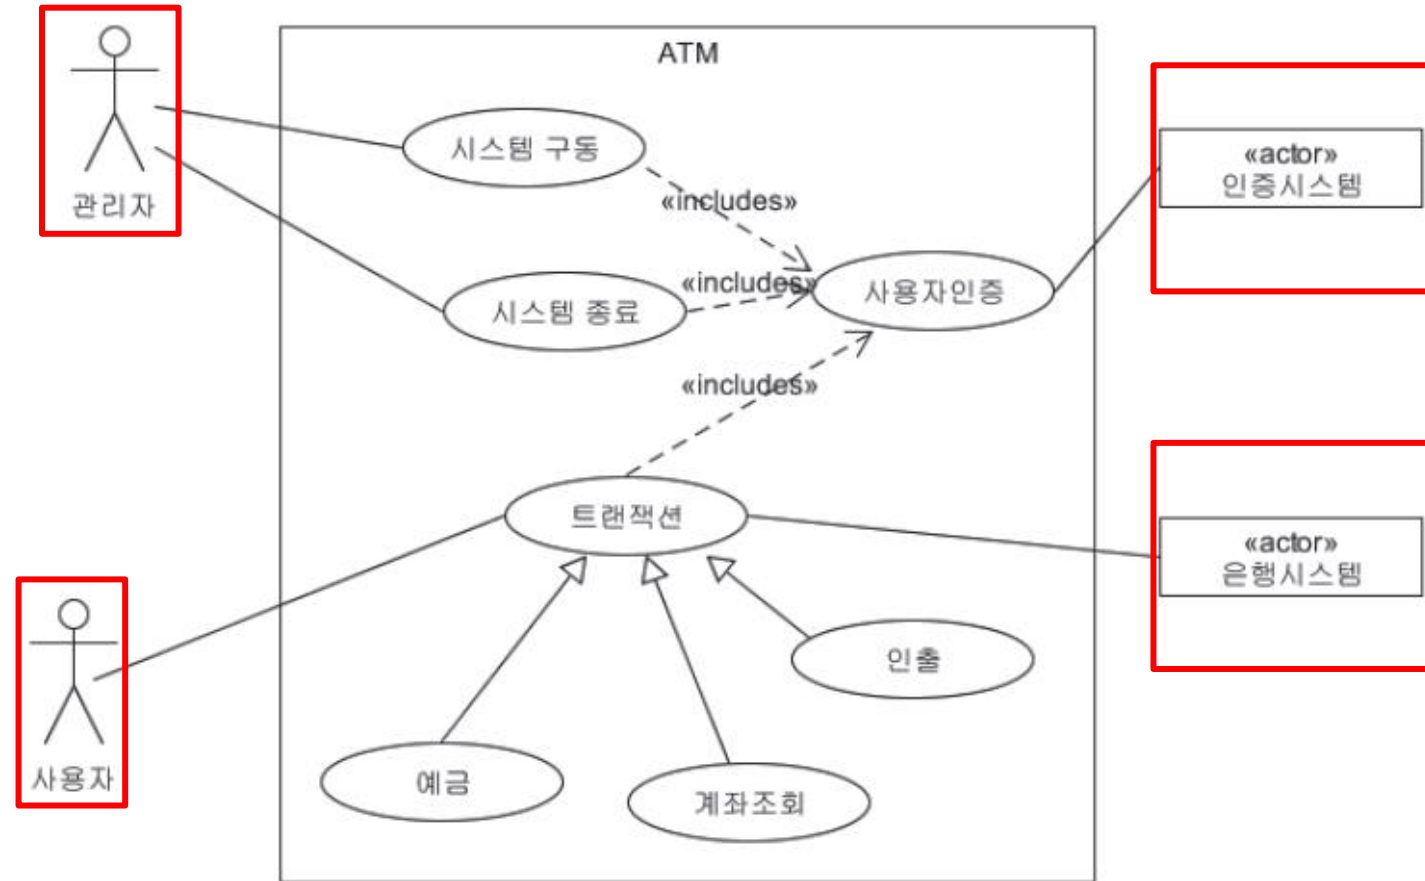 ATM
관리자
시스템 구동
«includes»
«actor»
인증시스템
시스템 종료
«includes»
사용자인증
«includes»
트랜잭션
«actor»
은행시스템
사용자
인출
예금
계좌조회